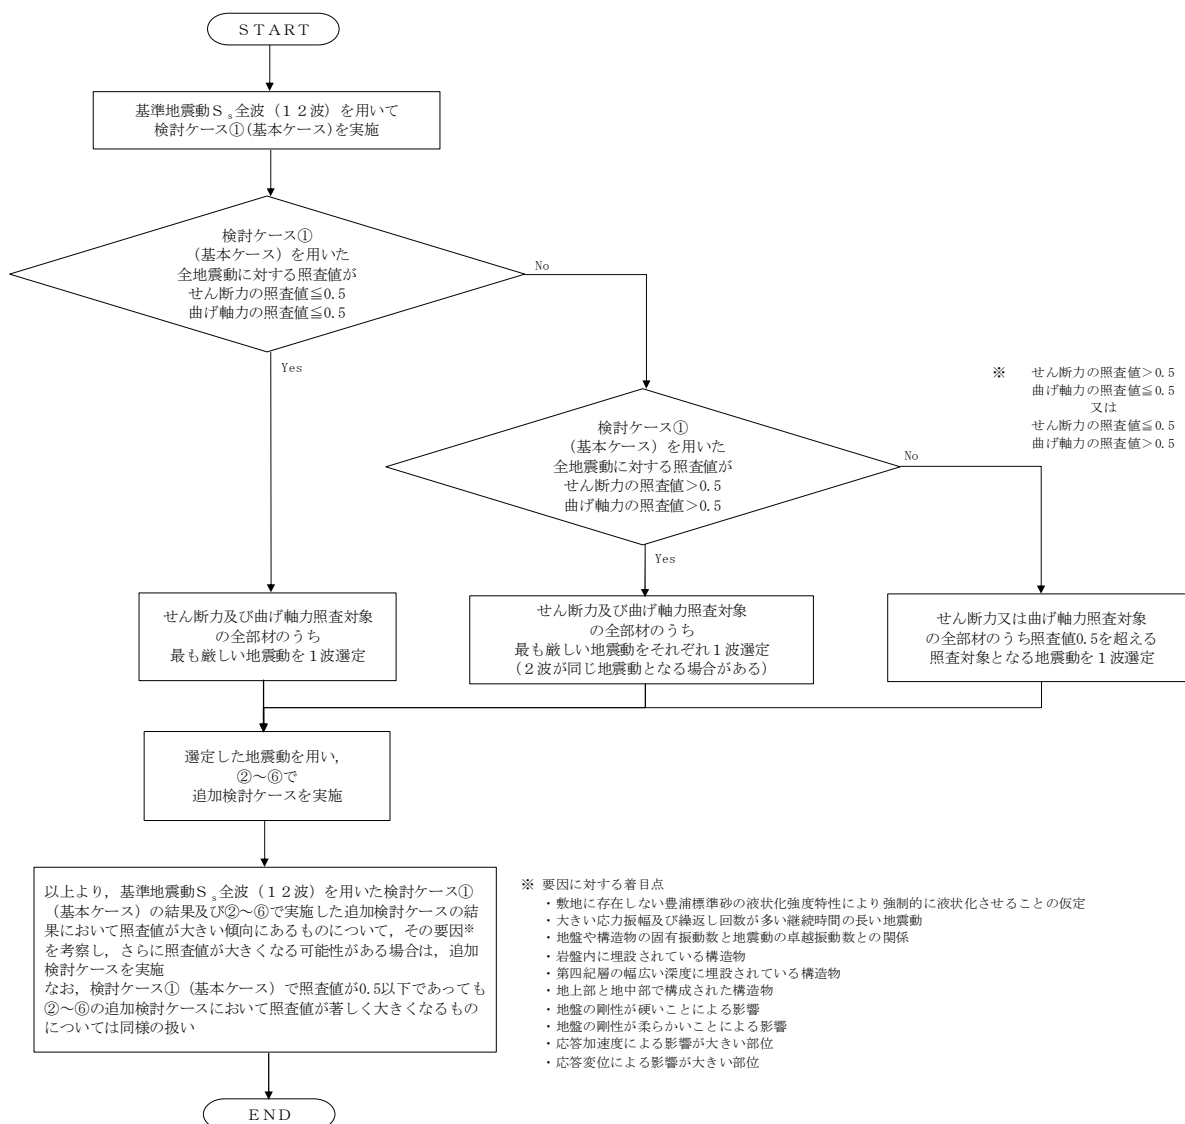 ＳＴＡＲＴ
基準地震動Ｓs全波（１２波）を用いて
検討ケース①(基本ケース)を実施
検討ケース①
（基本ケース）を用いた
全地震動に対する照査値が
せん断力の照査値≦0.5
曲げ軸力の照査値≦0.5
No
Yes
※　せん断力の照査値＞0.5
曲げ軸力の照査値≦0.5
又は
せん断力の照査値≦0.5
曲げ軸力の照査値＞0.5
検討ケース①
（基本ケース）を用いた
全地震動に対する照査値が
せん断力の照査値＞0.5
曲げ軸力の照査値＞0.5
No
Yes
せん断力及び曲げ軸力照査対象
の全部材のうち
最も厳しい地震動を１波選定
せん断力及び曲げ軸力照査対象
の全部材のうち
最も厳しい地震動をそれぞれ１波選定
（２波が同じ地震動となる場合がある）
せん断力又は曲げ軸力照査対象
の全部材のうち照査値0.5を超える
照査対象となる地震動を１波選定
選定した地震動を用い，
②～⑥で
追加検討ケースを実施
以上より，基準地震動Ｓs全波（１２波）を用いた検討ケース①
（基本ケース）の結果及び②～⑥で実施した追加検討ケースの結
果において照査値が大きい傾向にあるものについて，その要因※
を考察し，さらに照査値が大きくなる可能性がある場合は，追加
検討ケースを実施
なお，検討ケース①（基本ケース）で照査値が0.5以下であっても
②～⑥の追加検討ケースにおいて照査値が著しく大きくなるもの
については同様の扱い
※ 要因に対する着目点
・敷地に存在しない豊浦標準砂の液状化強度特性により強制的に液状化させることの仮定
・大きい応力振幅及び繰返し回数が多い継続時間の長い地震動
・地盤や構造物の固有振動数と地震動の卓越振動数との関係
・岩盤内に埋設されている構造物
・第四紀層の幅広い深度に埋設されている構造物
・地上部と地中部で構成された構造物
・地盤の剛性が硬いことによる影響
・地盤の剛性が柔らかいことによる影響
・応答加速度による影響が大きい部位
・応答変位による影響が大きい部位
ＥＮＤ